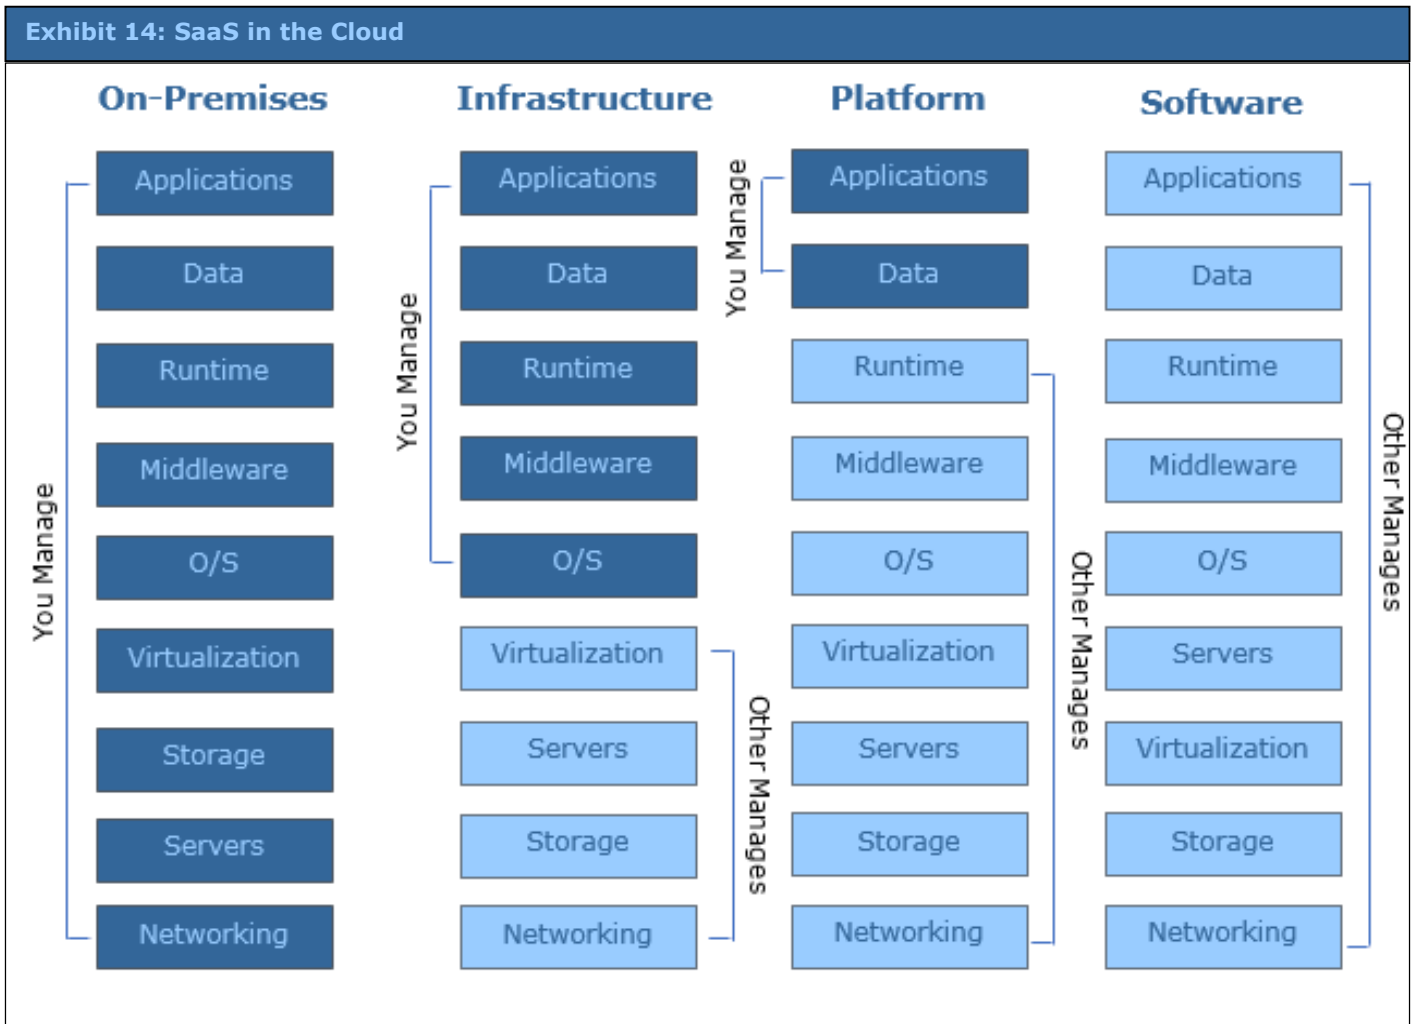 Exhibit 14: SaaS in the Cloud
On-Premises
You Manage
Applications
Data
Runtime
Middleware
O/S
Virtualization
Storage
Servers
Networking
Infrastructure
You Manage
Applications
Data
Runtime
Middleware
O/S
Virtualization
Servers
Storage
Networking
Other Manages
Platform
You Manage
Applications
Data
Runtime
Middleware
O/S
Virtualization
Servers
Storage
Networking
Other Manages
Software
Applications
Data
Runtime
Middleware
O/S
Servers
Virtualization
Storage
Networking
Other Manages